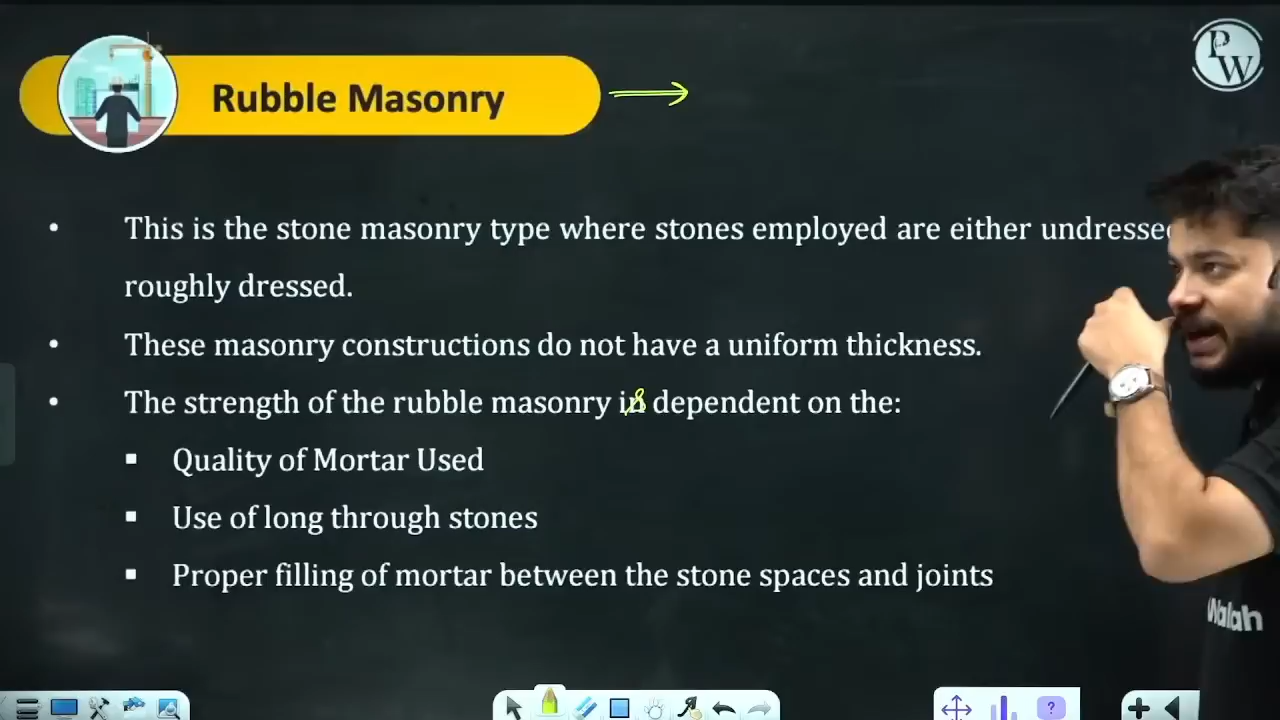 PW
Rubble Masonry
• This is the stone masonry type where stones employed are either undressed
roughly dressed.
• These masonry constructions do not have a uniform thickness.
• The strength of the rubble masonry is dependent on the:
▪ Quality of Mortar Used
▪ Use of long through stones
▪ Proper filling of mortar between the stone spaces and joints
Walah